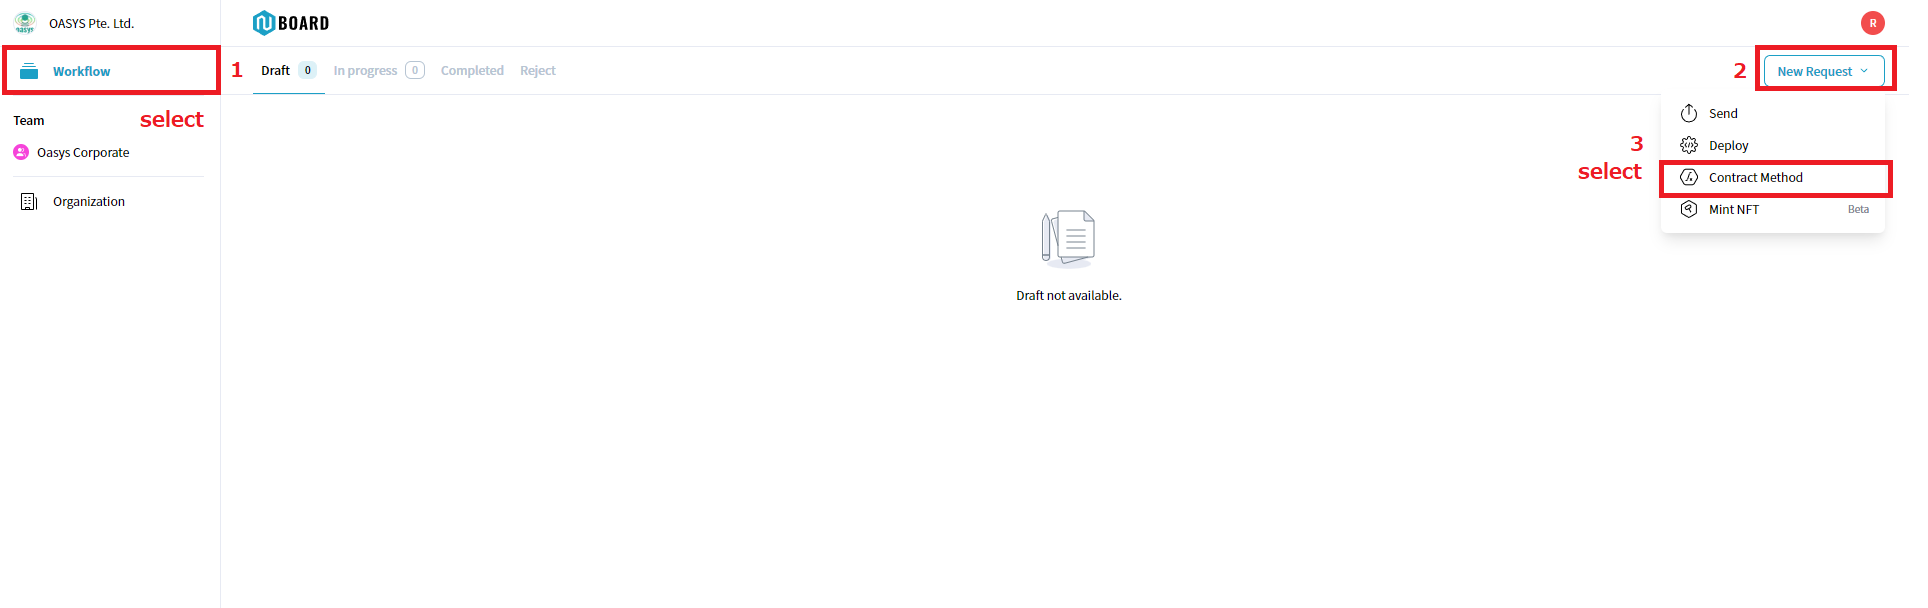 OASYS Pte. Ltd.
oasys
BOARD
R
Workflow
1
Draft 0 In progress 0 Completed Reject
2
New Request
Team
select
Oasys Corporate
Organization
Send
3
Deploy
select
Contract Method
Mint NFT Beta
Draft not available.